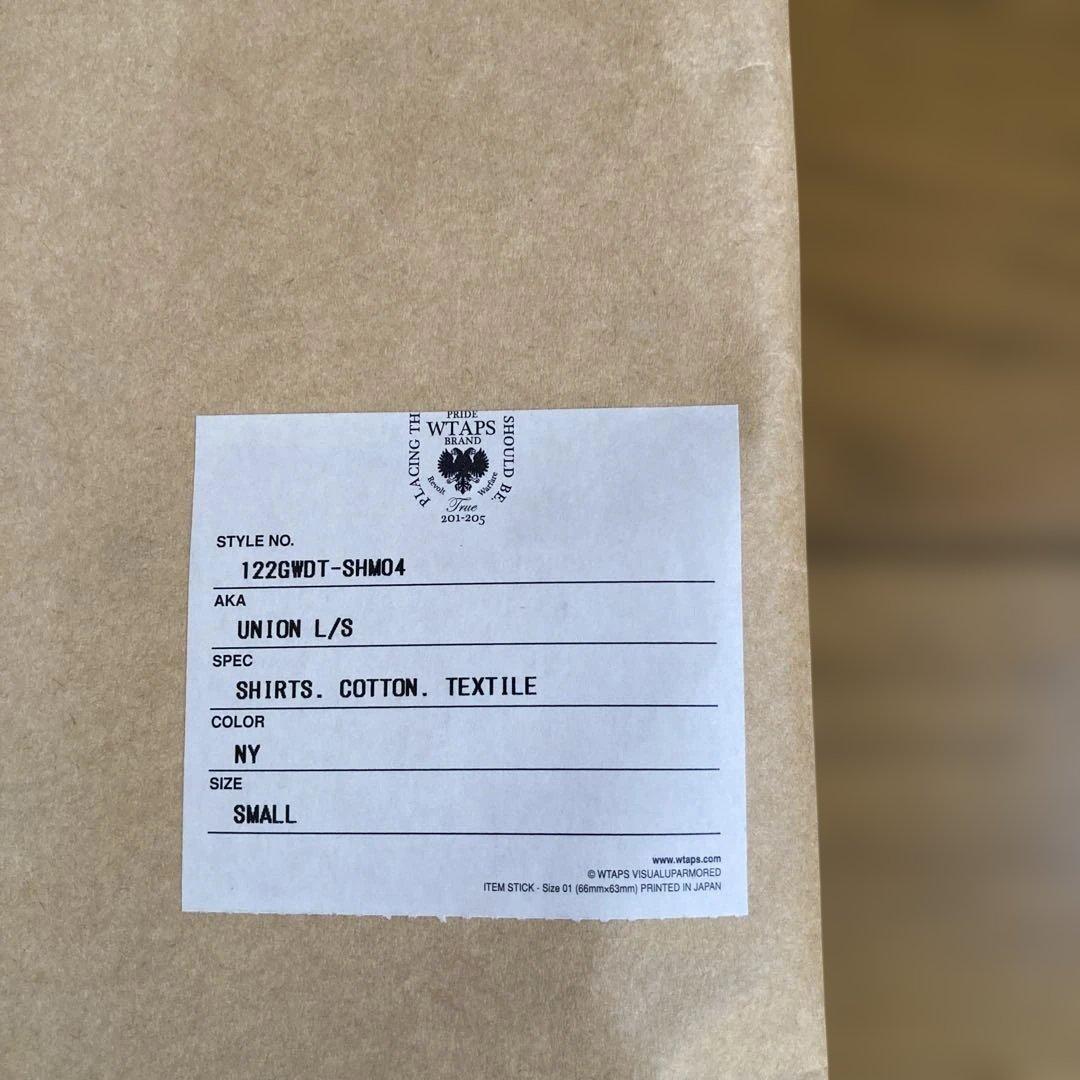 PRIDE
WTAPS
BRAND
PLACING TH
SHOULD BE.
Revolt
Warfare
True
201-205
STYLE NO.
122GWDT-SHM04
AKA
UNION L/S
SPEC
SHIRTS. COTTON. TEXTILE
COLOR
NY
SIZE
SMALL
www.wtaps.com
© WTAPS VISUALUPARMORED
ITEM STICK - Size 01 (66mm×63mm) PRINTED IN JAPAN